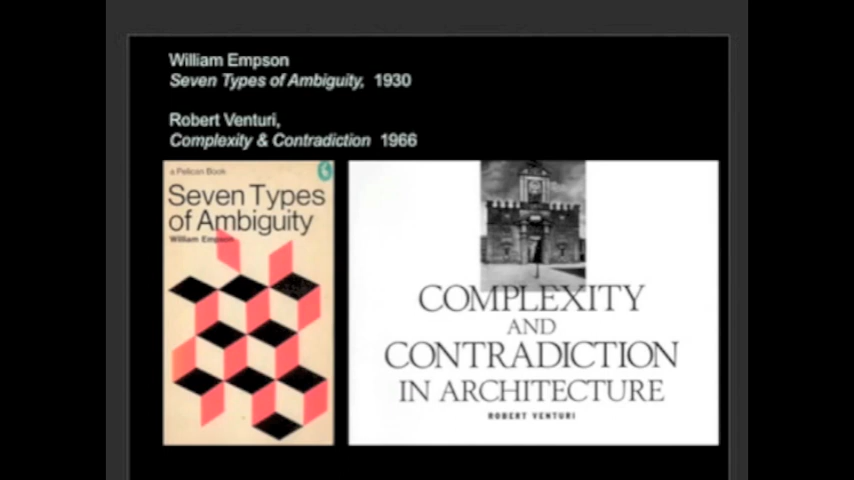 William Empson
Seven Types of Ambiguity, 1930
Robert Venturi,
Complexity & Contradiction 1966
a Pelican Book
Seven Types
of Ambiguity
William Empson
COMPLEXITY
AND
CONTRADICTION
IN ARCHITECTURE
ROBERT VENTURI